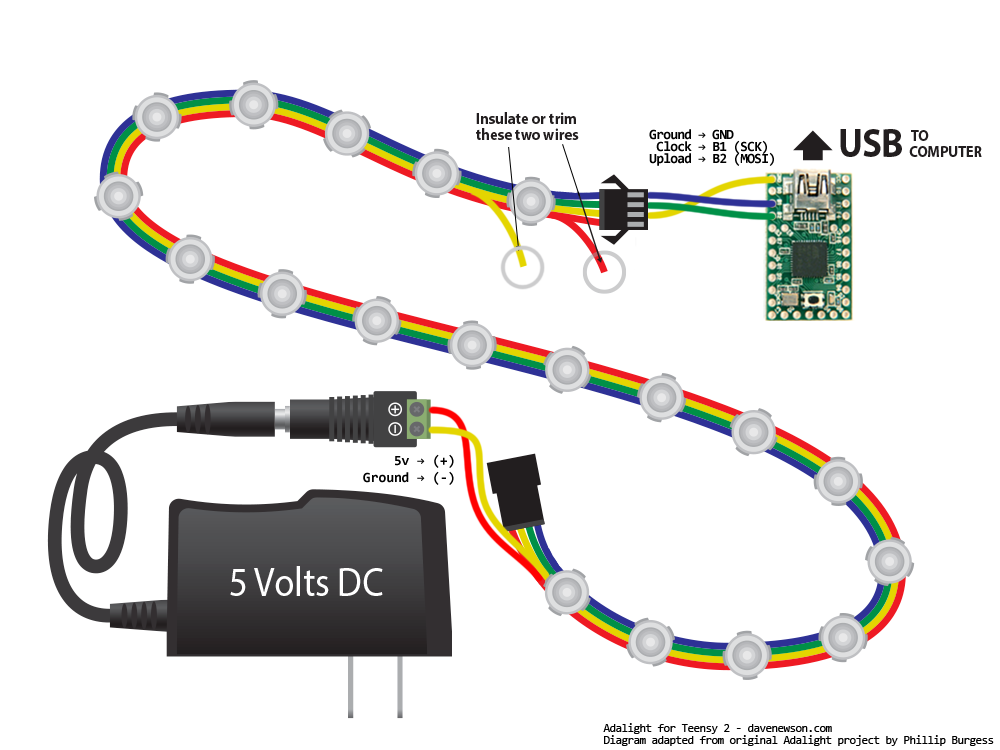 Insulate or trim
these two wires
Ground → GND
Clock → B1 (SCK)
Upload → B2 (MOSI)
USB TO
COMPUTER
5v → (+)
Ground → (-)
5 Volts DC
Adalight for Teensy 2 - davenewson.com
Diagram adapted from original Adalight project by Phillip Burgess